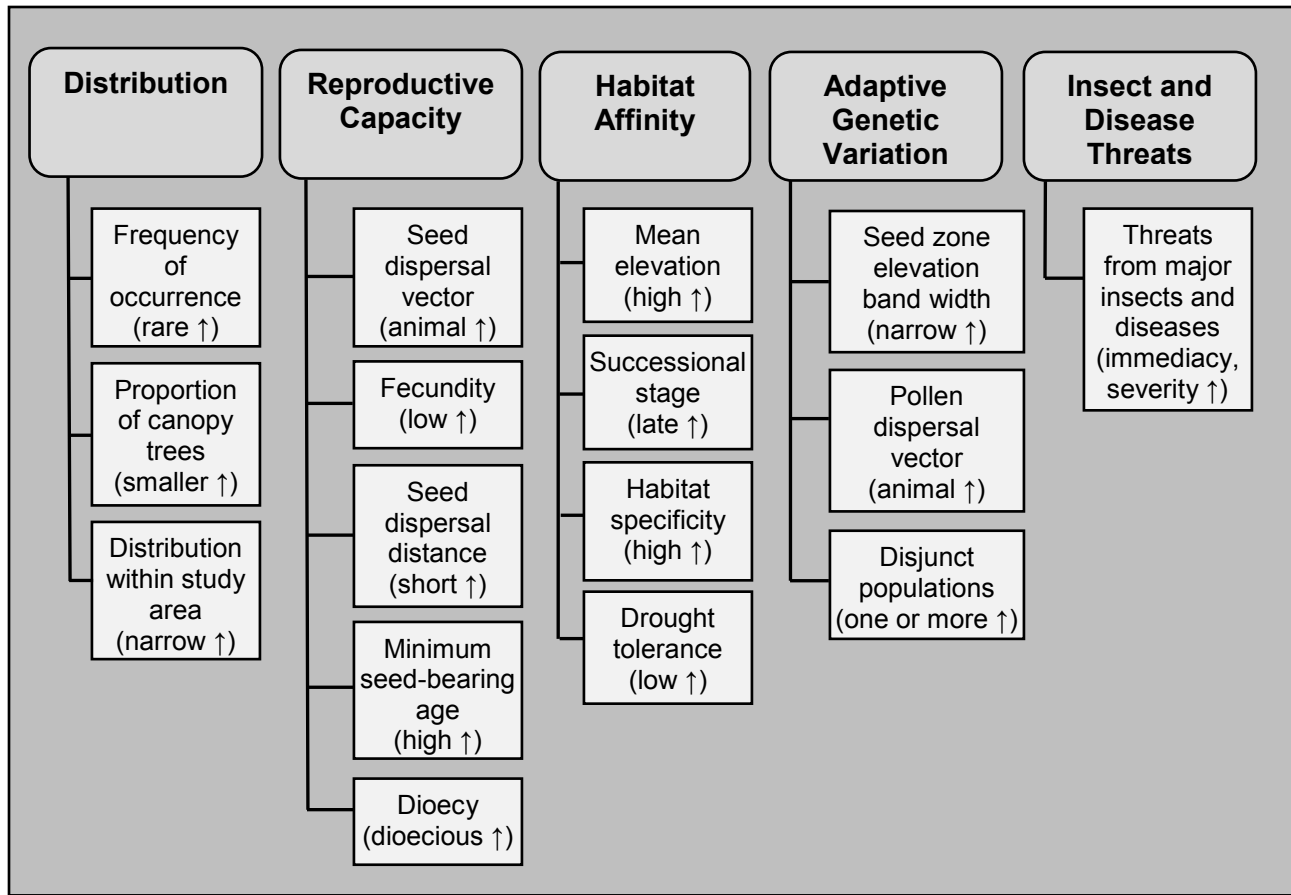 Distribution
Frequency
of
occurrence
(rare ↑)
Proportion
of canopy
trees
(smaller ↑)
Distribution
within study
area
(narrow ↑)
Reproductive
Capacity
Seed
dispersal
vector
(animal ↑)
Fecundity
(low ↑)
Seed
dispersal
distance
(short ↑)
Minimum
seed-bearing
age
(high ↑)
Dioecy
(dioecious ↑)
Habitat
Affinity
Mean
elevation
(high ↑)
Successional
stage
(late ↑)
Habitat
specificity
(high ↑)
Drought
tolerance
(low ↑)
Adaptive
Genetic
Variation
Seed zone
elevation
band width
(narrow ↑)
Pollen
dispersal
vector
(animal ↑)
Disjunct
populations
(one or more ↑)
Insect and
Disease
Threats
Threats
from major
insects and
diseases
(immediacy,
severity ↑)